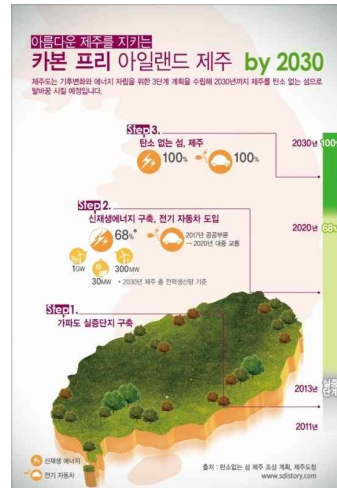 아름다운 제주를 지키는
카본 프리 아일랜드 제주 by 2030
제주도는 기후변화와 에너지 자립을 위한 3단계 계획을 수립해 2030년까지 제주를 탄소 없는 섬으로
탈바꿈 시킬 예정입니다.
Step3.
탄소 없는 섬, 제주
100% 100%
2030년 100%
Step2.
신재생에너지 구축, 전기 자동차 도입
68%*
2017년 공공부문
→ 2020년 대중 교통
2020년 68%
1GW 300MW
30MW * 2030년 제주 총 전력생산량 기준
Step1.
가파도 실증단지 구축
실증
단계
2013년
2011년
신재생 에너지
전기 자동차
출처 : 탄소없는 섬 제주 조성 계획, 제주도청
www.sdistory.com